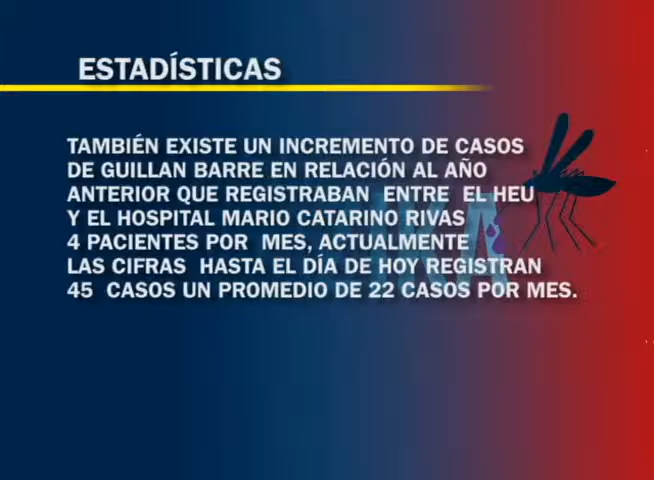 ESTADÍSTICAS
TAMBIÉN EXISTE UN INCREMENTO DE CASOS
DE GUILLAN BARRE EN RELACIÓN AL AÑO
ANTERIOR QUE REGISTRABAN ENTRE EL HEU
Y EL HOSPITAL MARIO CATARINO RIVAS
4 PACIENTES POR MES, ACTUALMENTE
LAS CIFRAS HASTA EL DÍA DE HOY REGISTRAN
45 CASOS UN PROMEDIO DE 22 CASOS POR MES.